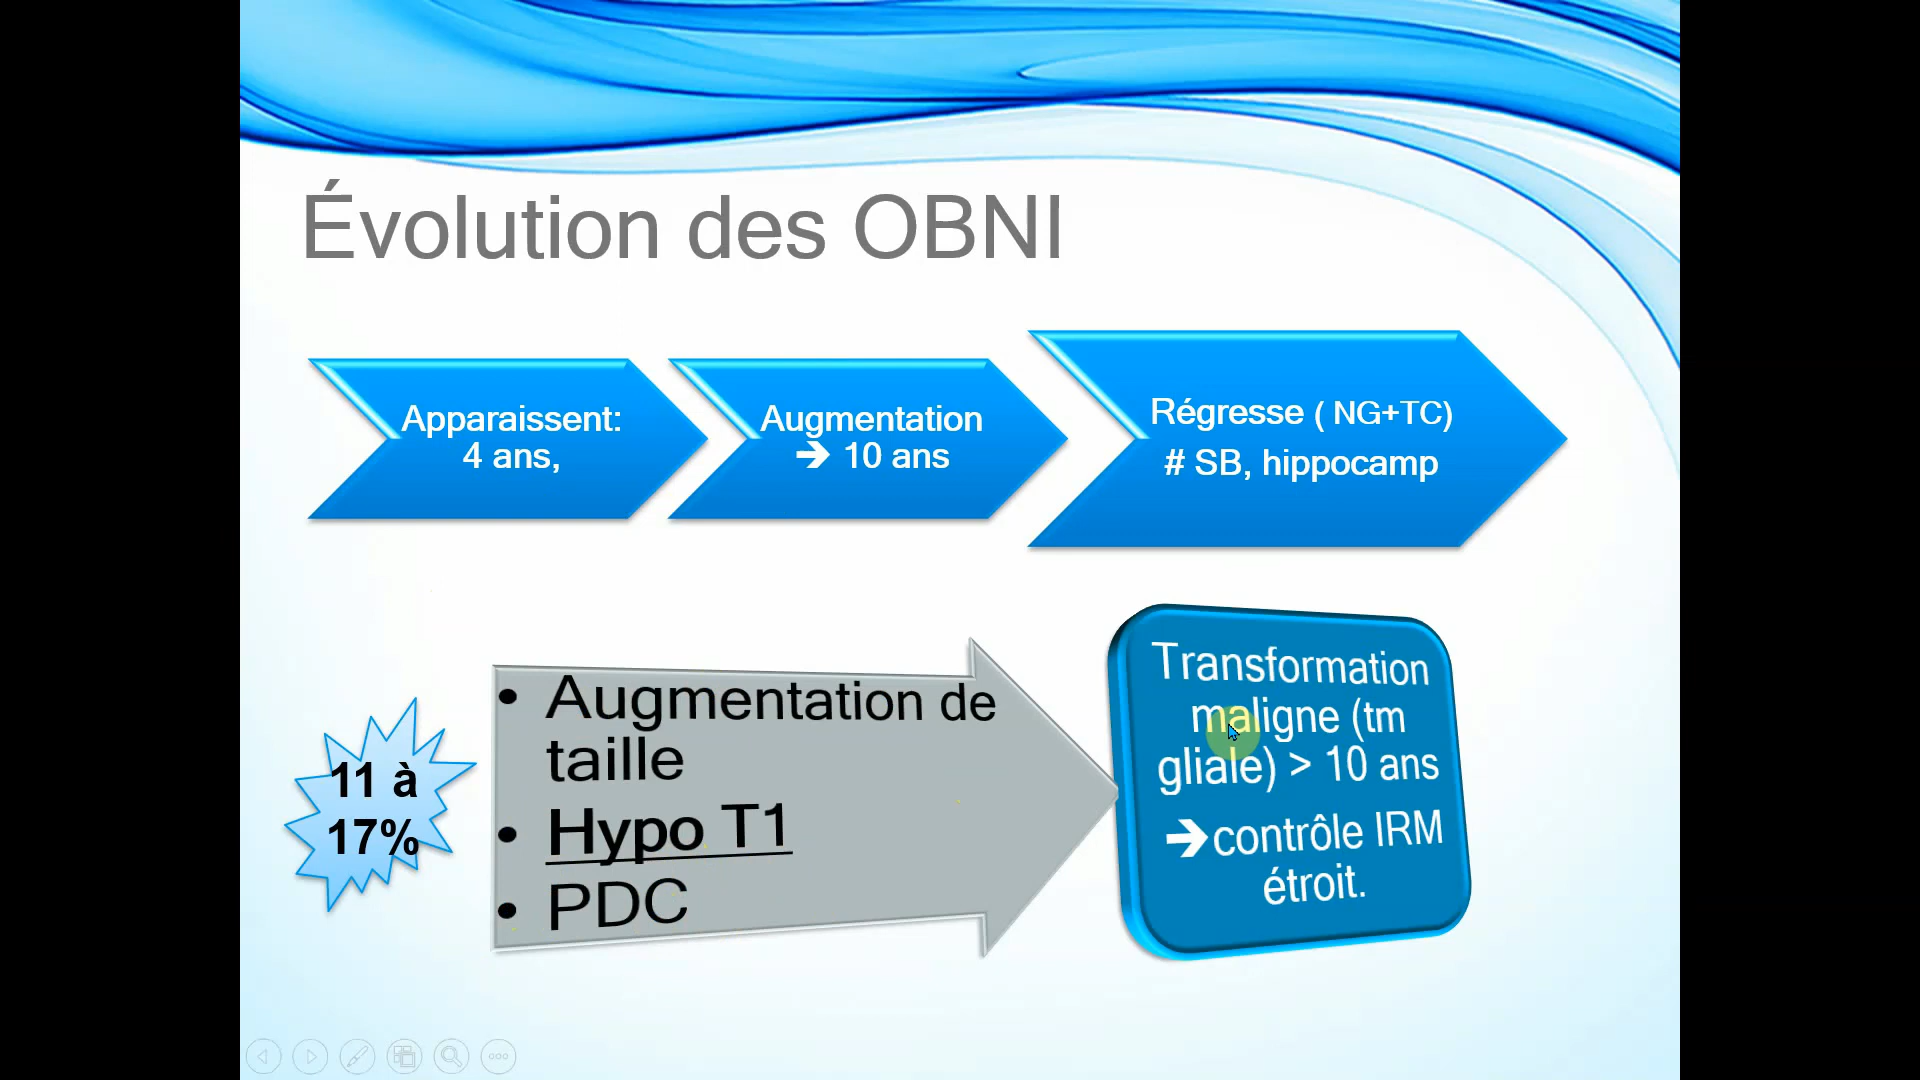 Évolution des OBNI
Apparaissent:
4 ans,
Augmentation
➔ 10 ans
Régresse ( NG+TC)
# SB, hippocamp
11 à
17%
• Augmentation de
taille
• Hypo T1
• PDC
Transformation
maligne (tm
gliale) > 10 ans
➔contrôle IRM
étroit.